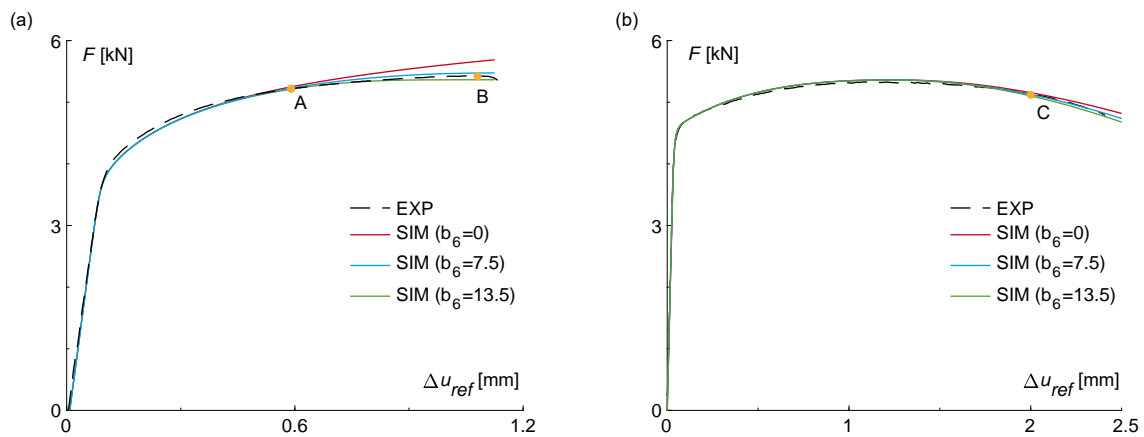 (a)
F [kN]
6
3
0
A
B
EXP
SIM (b6=0)
SIM (b6=7.5)
SIM (b6=13.5)
Δuref [mm]
0
0.6
1.2
(b)
F [kN]
6
3
0
C
EXP
SIM (b6=0)
SIM (b6=7.5)
SIM (b6=13.5)
Δuref [mm]
0
1
2
2.5